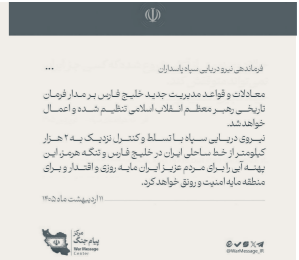 فرماندهی نیرو دریایی سپاه پاسداران
معادلات و قواعد مدیریت جدید خلیج فارس بر مدار فرمان
تاریخی رهبر معظم انقلاب اسلامی تنظیم شده و اعمال
خواهد شد.
نیروی دریایی سپاه با تسلط و کنترل نزدیک به ۲ هزار
کیلومتر از خط ساحلی ایران در خلیج فارس و تنگه هرمز، این
پهنه آبی را برای مردم عزیز ایران مایه روزی و اقتدار و برای
منطقه مایه امنیت و رونق خواهد کرد.
۱۱ اردیبهشت ماه ۱۴۰۵
مرکز
پیام جنگ
War Message
Center
@WarMessage_IR